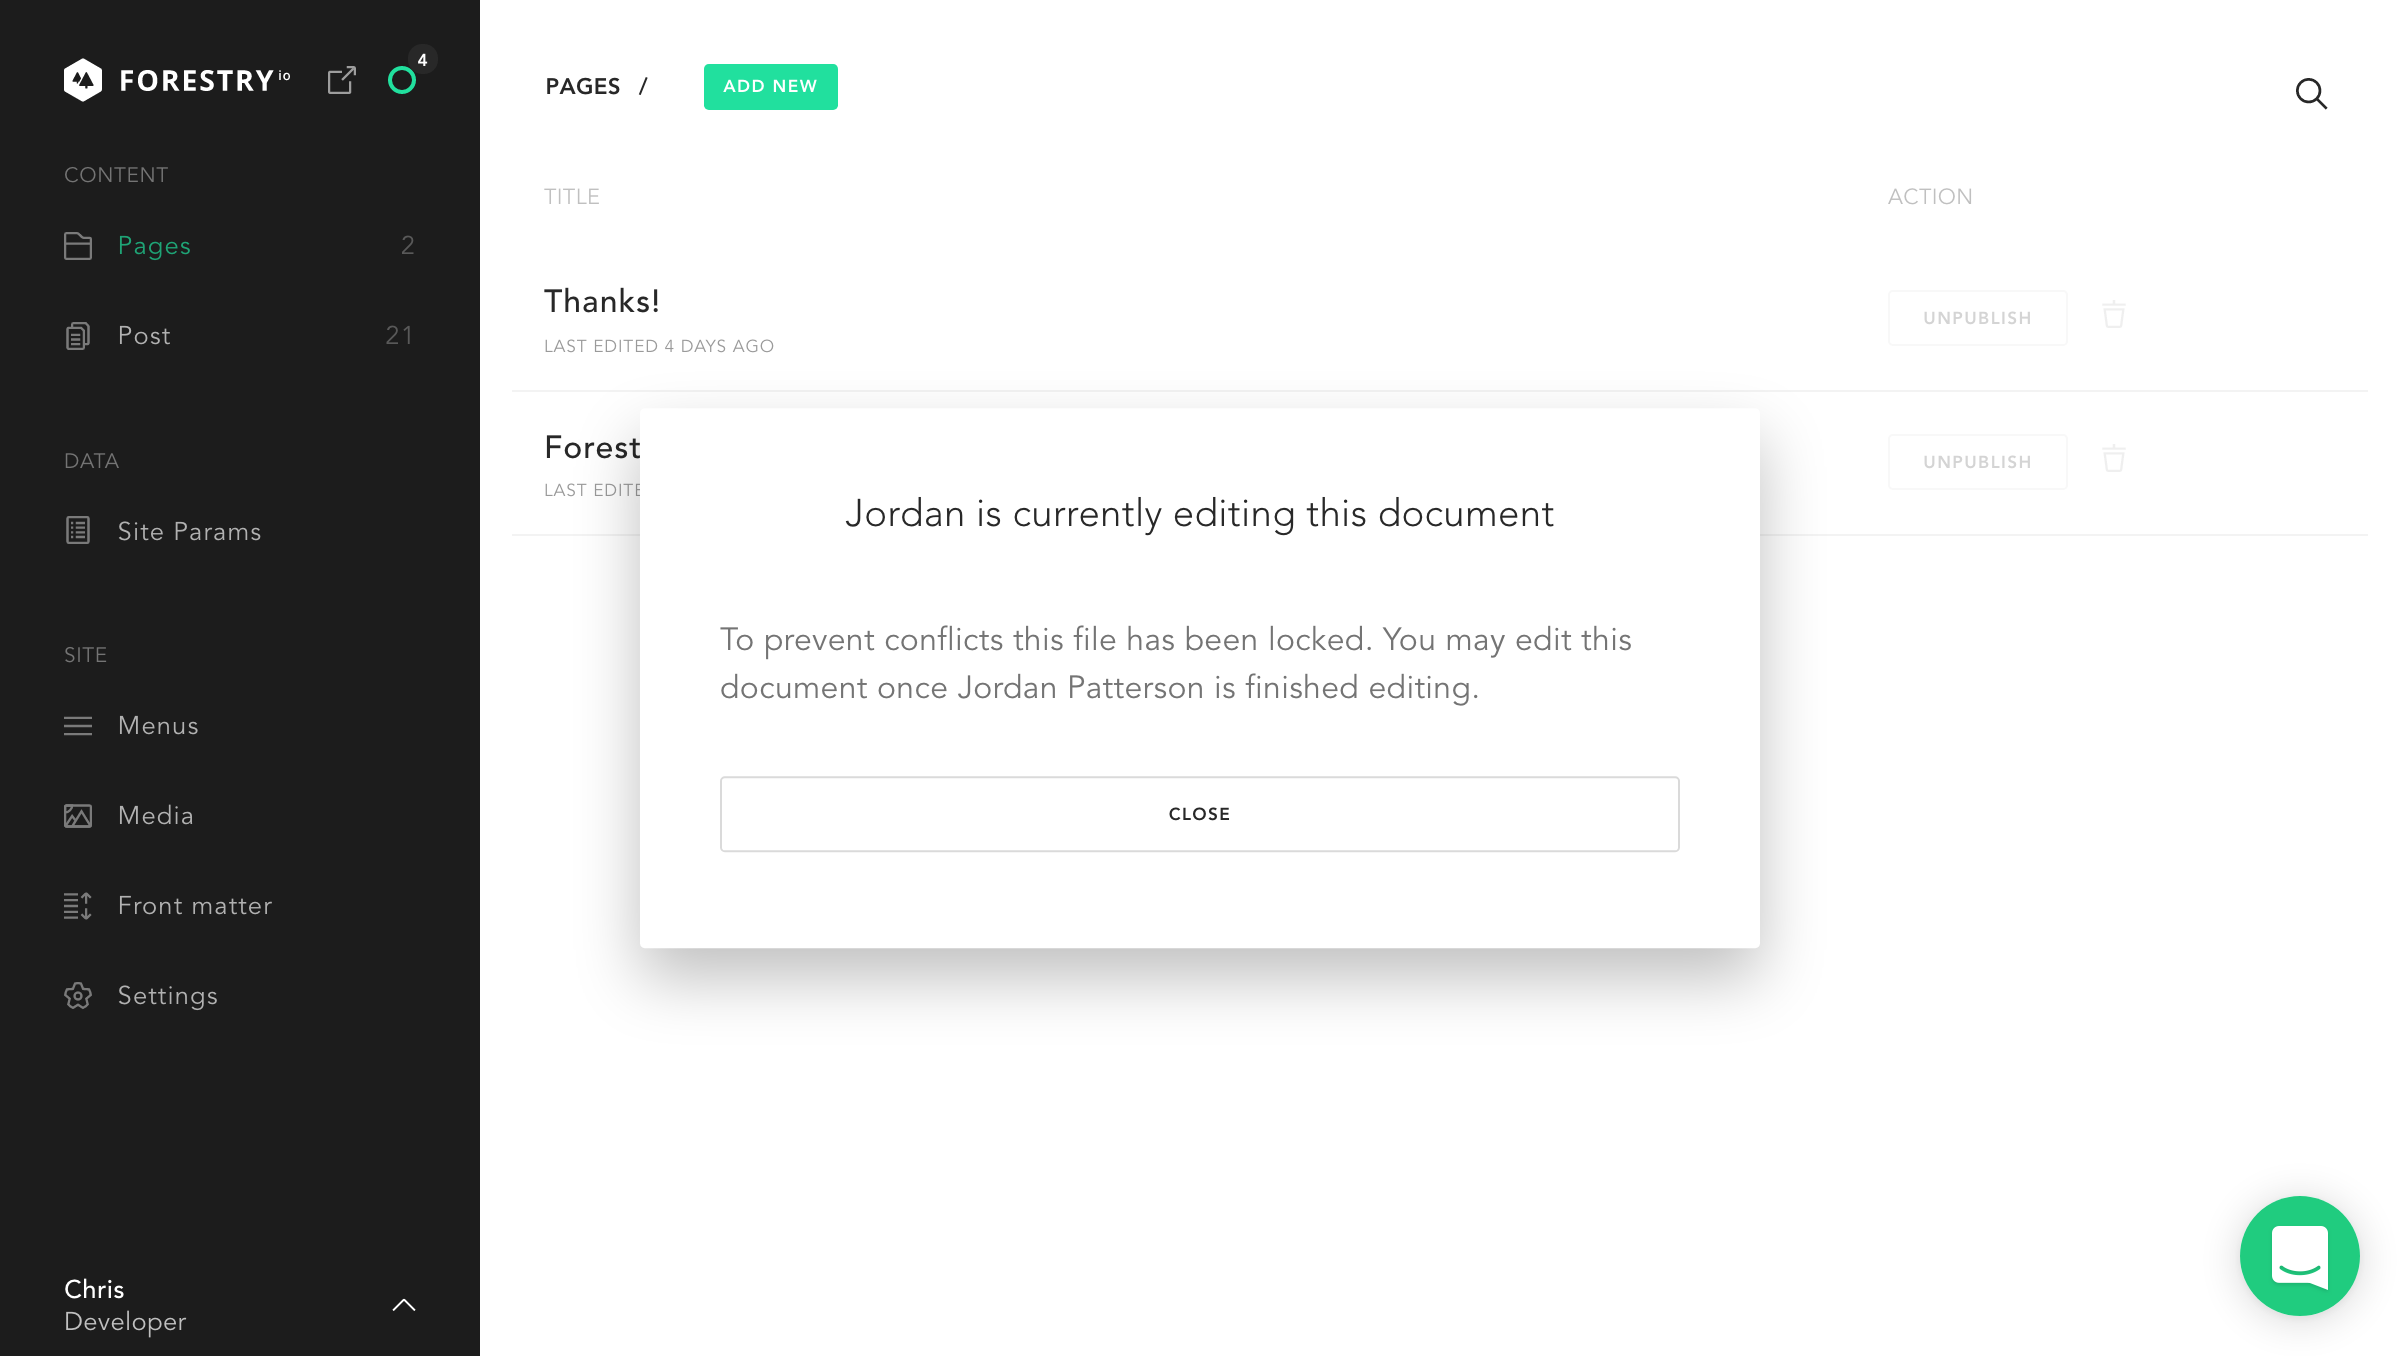 FORESTRY io
4
CONTENT
Pages 2
Post 21
DATA
Site Params
SITE
Menus
Media
Front matter
Settings
Chris
Developer
PAGES / ADD NEW
TITLE ACTION
Thanks!
LAST EDITED 4 DAYS AGO
UNPUBLISH
Forest
LAST EDITE
UNPUBLISH
Jordan is currently editing this document
To prevent conflicts this file has been locked. You may edit this
document once Jordan Patterson is finished editing.
CLOSE